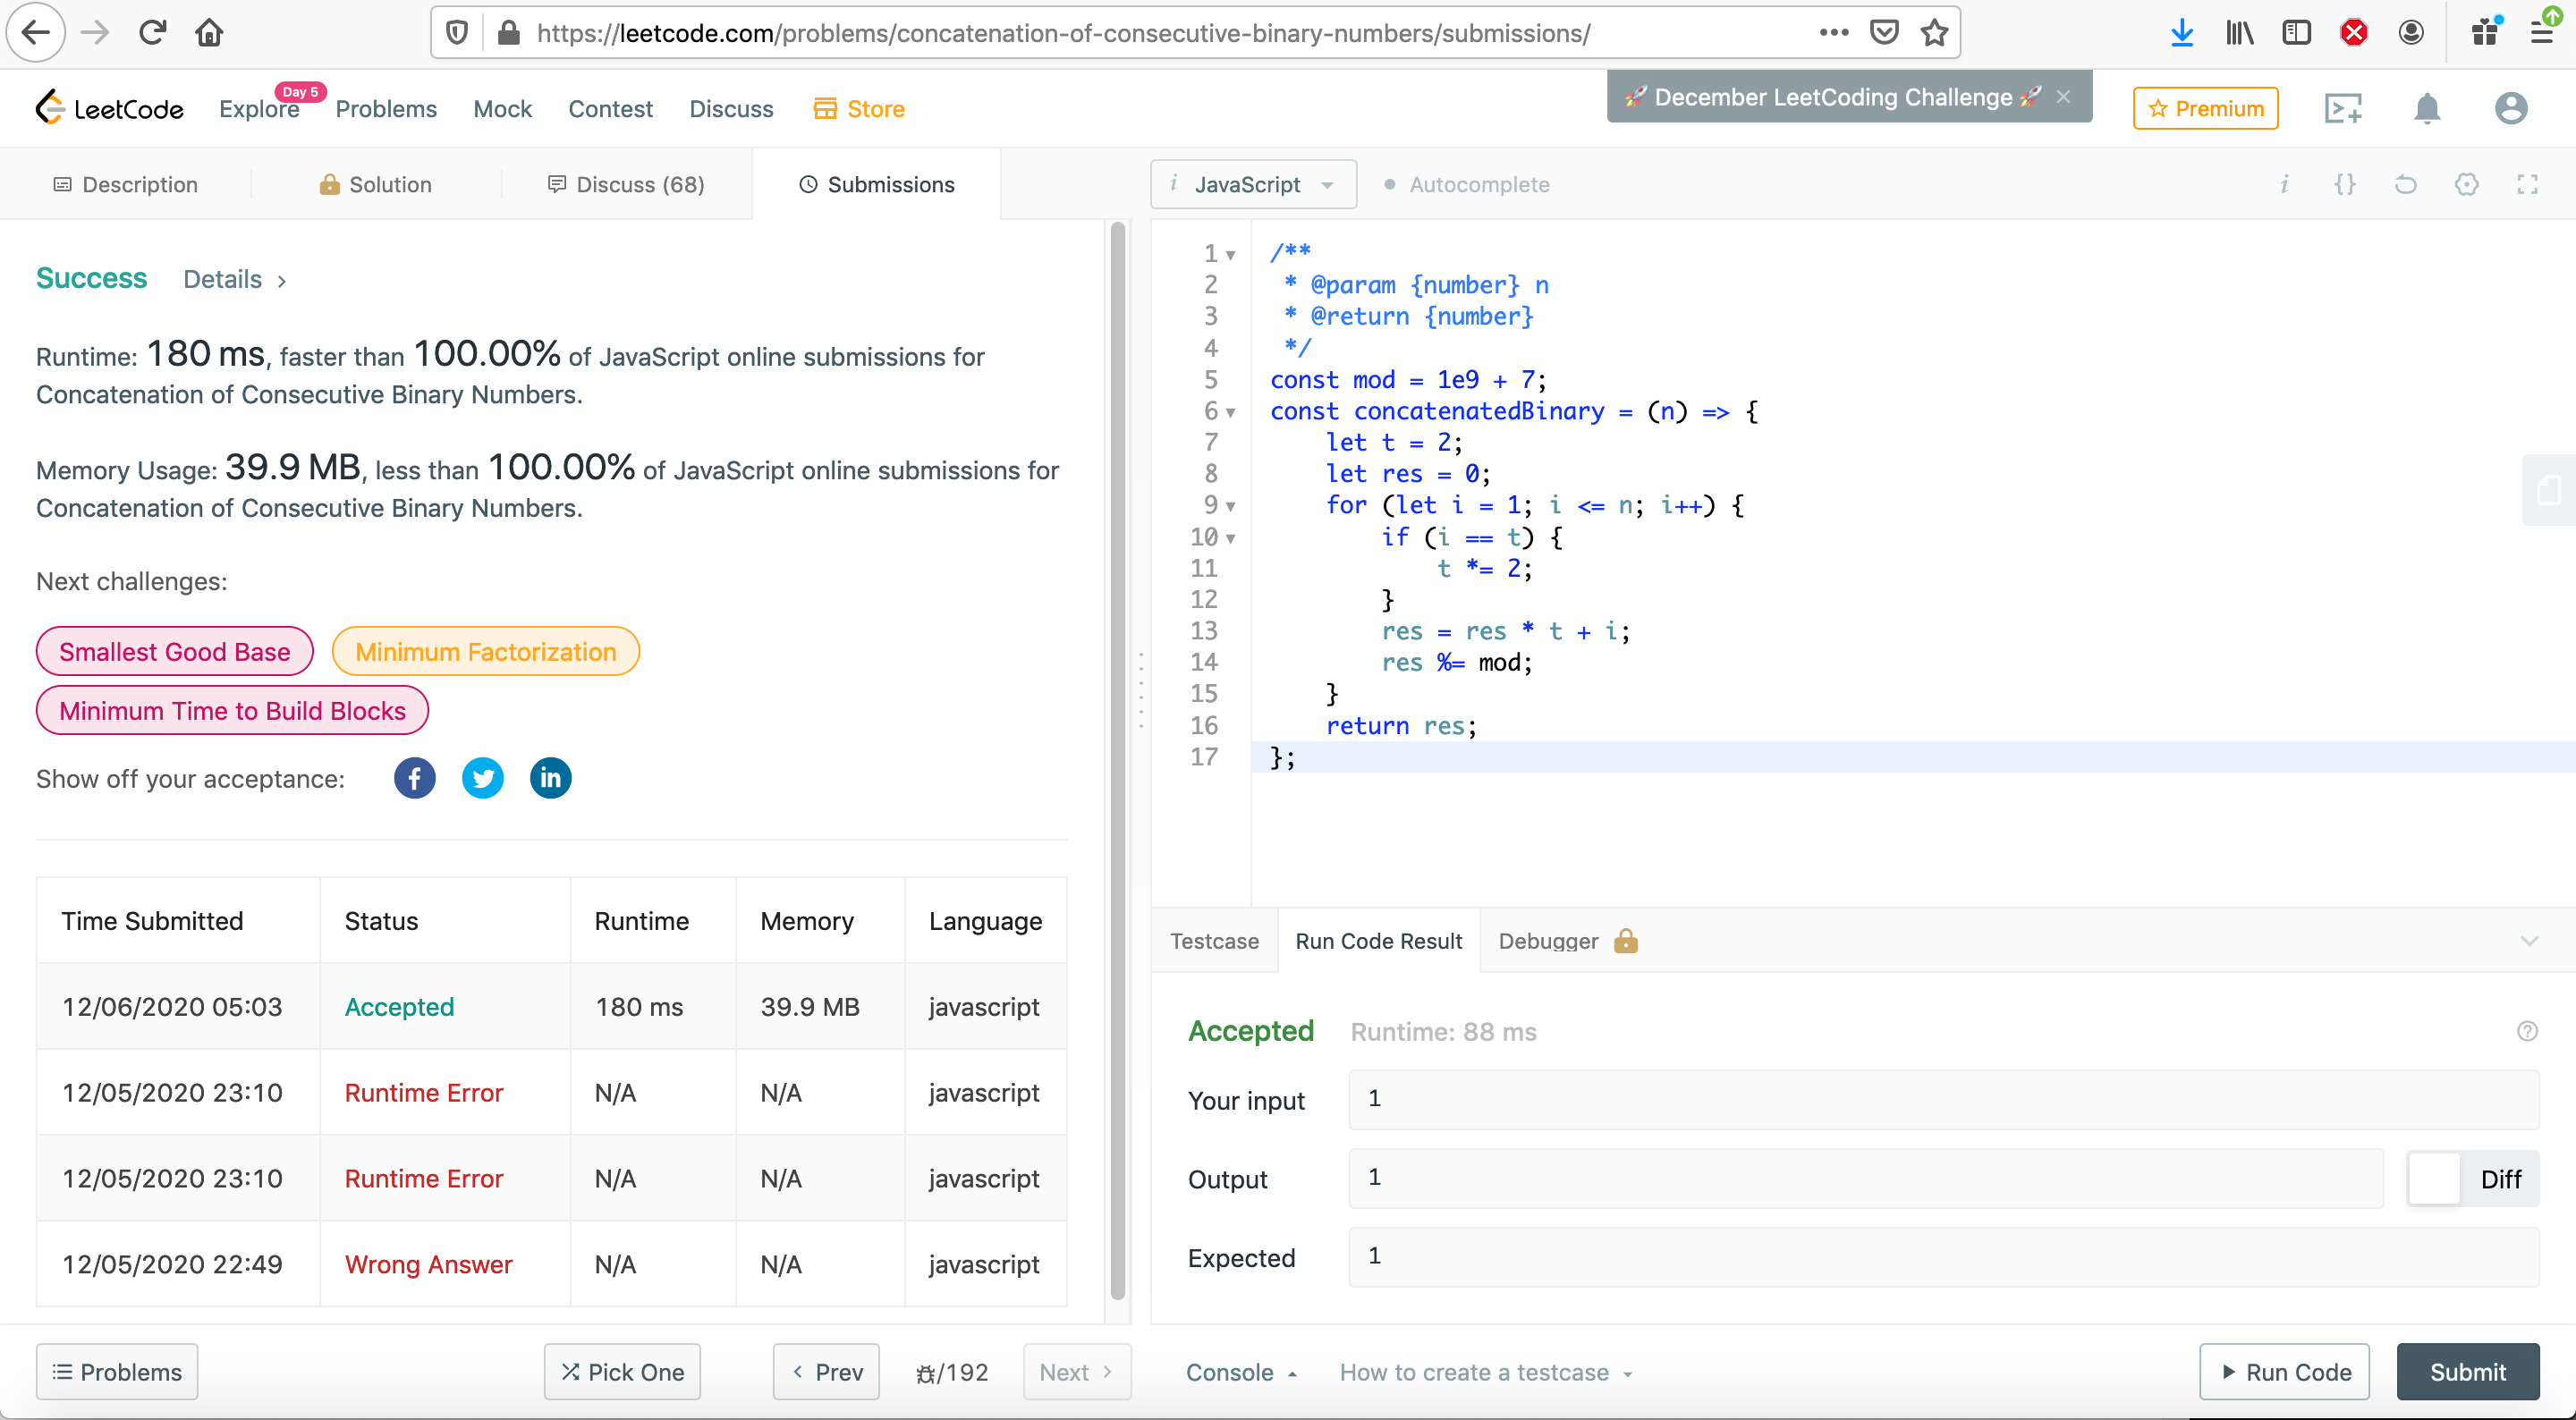 https://leetcode.com/problems/concatenation-of-consecutive-binary-numbers/submissions/
LeetCode
Explore
Day 5
Problems
Mock
Contest
Discuss
Store
🚀 December LeetCoding Challenge 🚀 ×
Premium
Description
Solution
Discuss (68)
Submissions
Success Details >
Runtime: 180 ms, faster than 100.00% of JavaScript online submissions for
Concatenation of Consecutive Binary Numbers.
Memory Usage: 39.9 MB, less than 100.00% of JavaScript online submissions for
Concatenation of Consecutive Binary Numbers.
Next challenges:
Smallest Good Base
Minimum Factorization
Minimum Time to Build Blocks
Show off your acceptance:
Time Submitted Status Runtime Memory Language
12/06/2020 05:03 Accepted 180 ms 39.9 MB javascript
12/05/2020 23:10 Runtime Error N/A N/A javascript
12/05/2020 23:10 Runtime Error N/A N/A javascript
12/05/2020 22:49 Wrong Answer N/A N/A javascript
Problems
Pick One
< Prev
/192
Next >
i JavaScript
Autocomplete
i {}
1 /**
2 * @param {number} n
3 * @return {number}
4 */
5 const mod = 1e9 + 7;
6 const concatenatedBinary = (n) => {
7 let t = 2;
8 let res = 0;
9 for (let i = 1; i <= n; i++) {
10 if (i == t) {
11 t *= 2;
12 }
13 res = res * t + i;
14 res %= mod;
15 }
16 return res;
17 };
Testcase
Run Code Result
Debugger
Accepted Runtime: 88 ms
Your input 1
Output 1
Diff
Expected 1
Console
How to create a testcase
Run Code
Submit